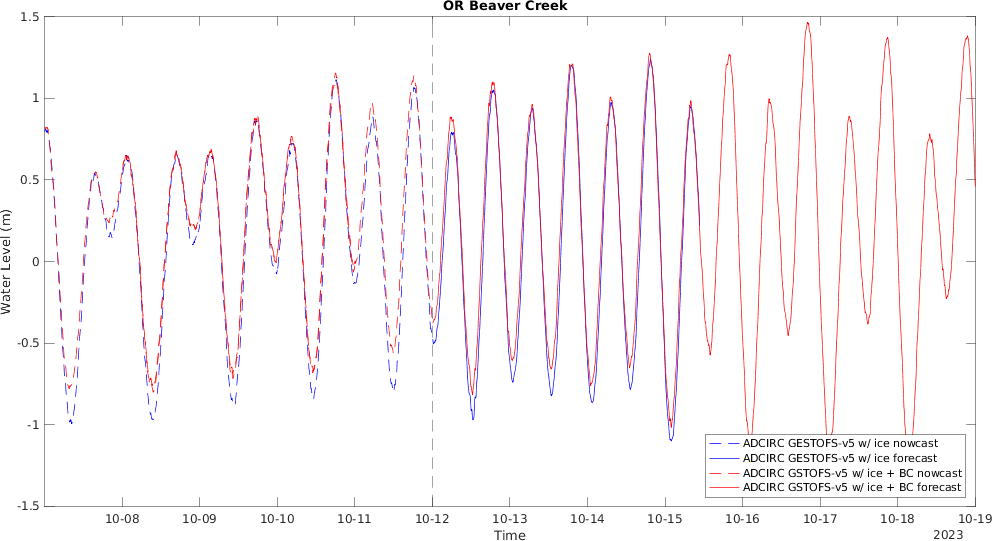 OR Beaver Creek
1.5
1
0.5
0
-0.5
-1
-1.5
Water Level (m)
ADCIRC GESTOFS-v5 w/ ice nowcast
ADCIRC GESTOFS-v5 w/ ice forecast
ADCIRC GSTOFS-v5 w/ ice + BC nowcast
ADCIRC GSTOFS-v5 w/ ice + BC forecast
10-08 10-09 10-10 10-11 10-12 10-13 10-14 10-15 10-16 10-17 10-18 10-19
Time
2023